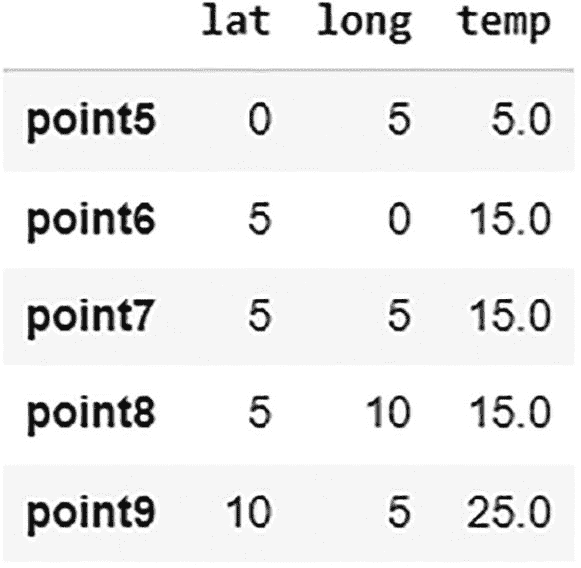 lat long temp
point5 0 5 5.0
point6 5 0 15.0
point7 5 5 15.0
point8 5 10 15.0
point9 10 5 25.0